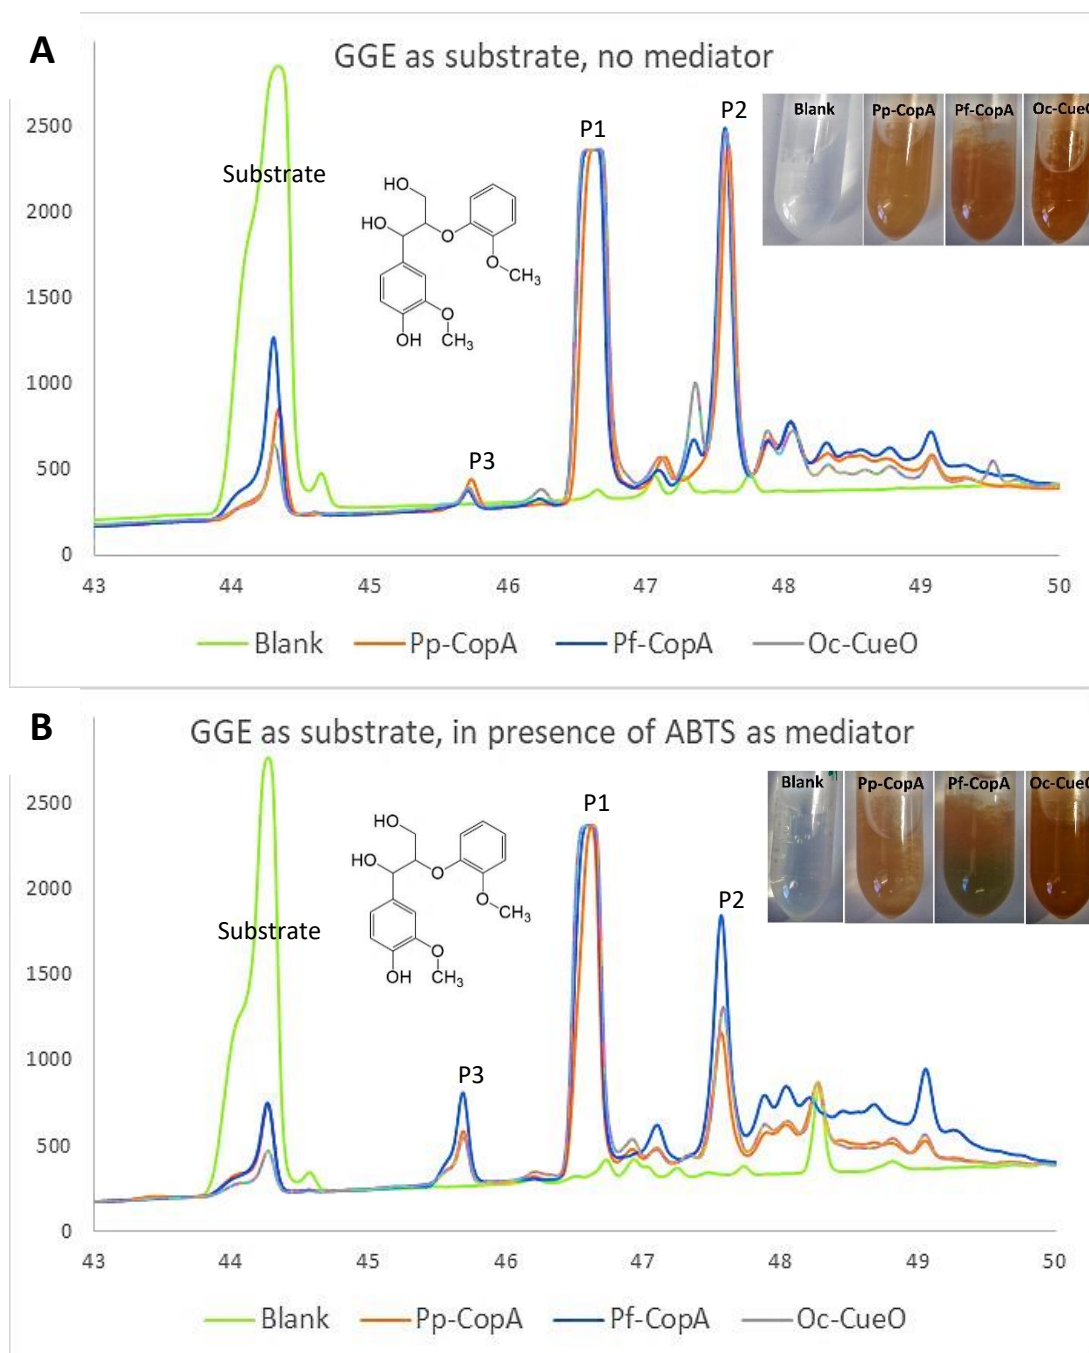 A
GGE as substrate, no mediator
2500
2000
1500
1000
500
0
Substrate
HO
HO
O
O
CH3
O
OH
CH3
P3
P1
P2
Blank
Pp-CopA
Pf-CopA
Oc-CueO
43 44 45 46 47 48 49 50
Blank Pp-CopA Pf-CopA Oc-CueO
B
GGE as substrate, in presence of ABTS as mediator
2500
2000
1500
1000
500
0
Substrate
HO
HO
O
O
CH3
O
OH
CH3
P3
P1
P2
Blank
Pp-CopA
Pf-CopA
Oc-CueO
43 44 45 46 47 48 49 50
Blank Pp-CopA Pf-CopA Oc-CueO